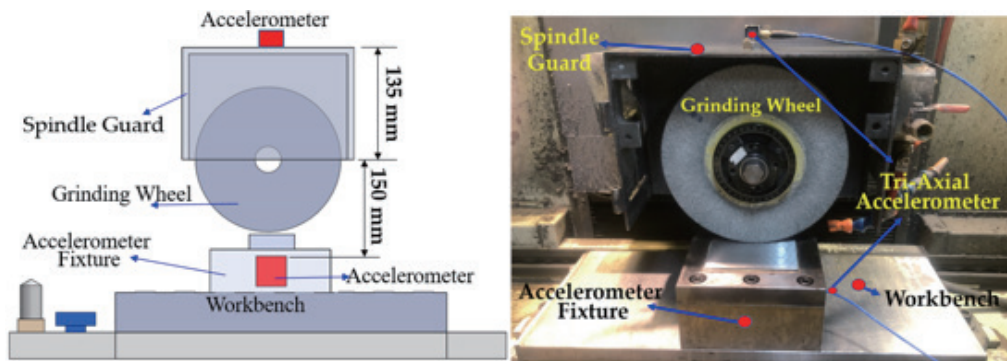 Accelerometer
Spindle Guard
135 mm
Grinding Wheel
150 mm
Accelerometer
Fixture
Accelerometer
Workbench
Spindle
Guard
Grinding Wheel
Tri-Axial
Accelerometer
Accelerometer
Fixture
Workbench